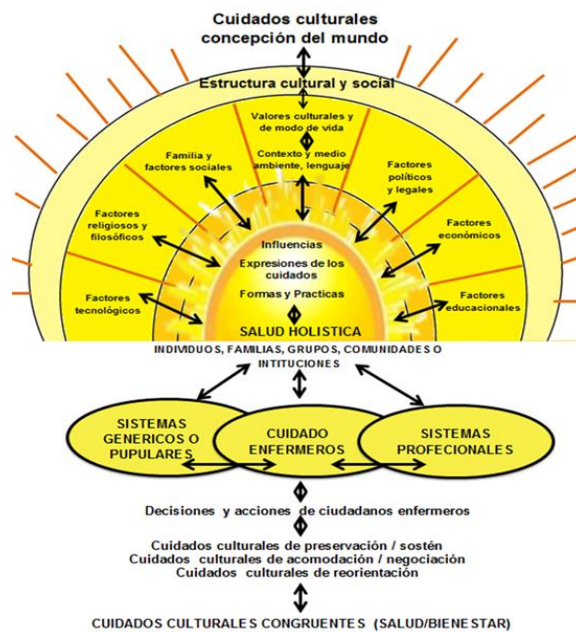 Cuidados culturales
concepción del mundo
Estructura cultural y social
Valores culturales y
de modo de vida
Familia y
factores sociales
Contexto y medio
ambiente, lenguaje
Factores
políticos
y legales
Factores
religiosos y
filosóficos
Factores
económicos
Factores
tecnológicos
Influencias
Expresiones de los
cuidados
Formas y Practicas
Factores
educacionales
SALUD HOLISTICA
INDIVIDUOS, FAMILIAS, GRUPOS, COMUNIDADES O
INTITUCIONES
SISTEMAS
GENERICOS O
PUPULARES
CUIDADO
ENFERMEROS
SISTEMAS
PROFECIONALES
Decisiones y acciones de ciudadanos enfermeros
Cuidados culturales de preservación / sostén
Cuidados culturales de acomodación / negociación
Cuidados culturales de reorientación
CUIDADOS CULTURALES CONGRUENTES (SALUD/BIENESTAR)